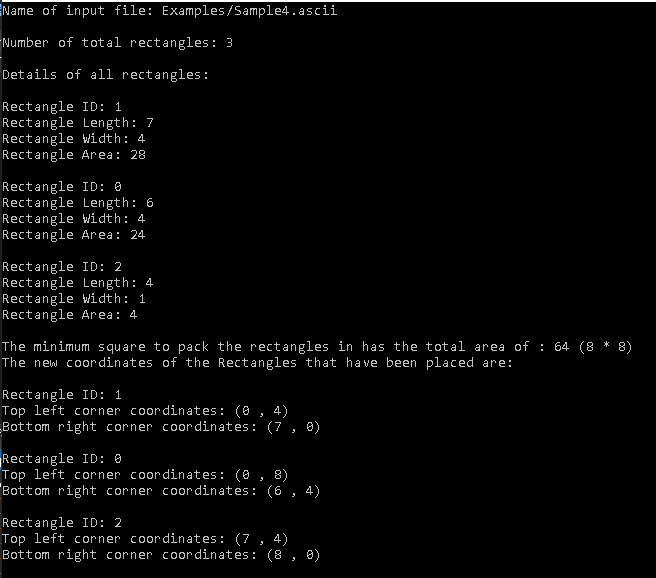 Name of input file: Examples/Sample4.ascii
Number of total rectangles: 3
Details of all rectangles:
Rectangle ID: 1
Rectangle Length: 7
Rectangle Width: 4
Rectangle Area: 28
Rectangle ID: 0
Rectangle Length: 6
Rectangle Width: 4
Rectangle Area: 24
Rectangle ID: 2
Rectangle Length: 4
Rectangle Width: 1
Rectangle Area: 4
The minimum square to pack the rectangles in has the total area of : 64 (8 * 8)
The new coordinates of the Rectangles that have been placed are:
Rectangle ID: 1
Top left corner coordinates: (0 , 4)
Bottom right corner coordinates: (7 , 0)
Rectangle ID: 0
Top left corner coordinates: (0 , 8)
Bottom right corner coordinates: (6 , 4)
Rectangle ID: 2
Top left corner coordinates: (7 , 4)
Bottom right corner coordinates: (8 , 0)